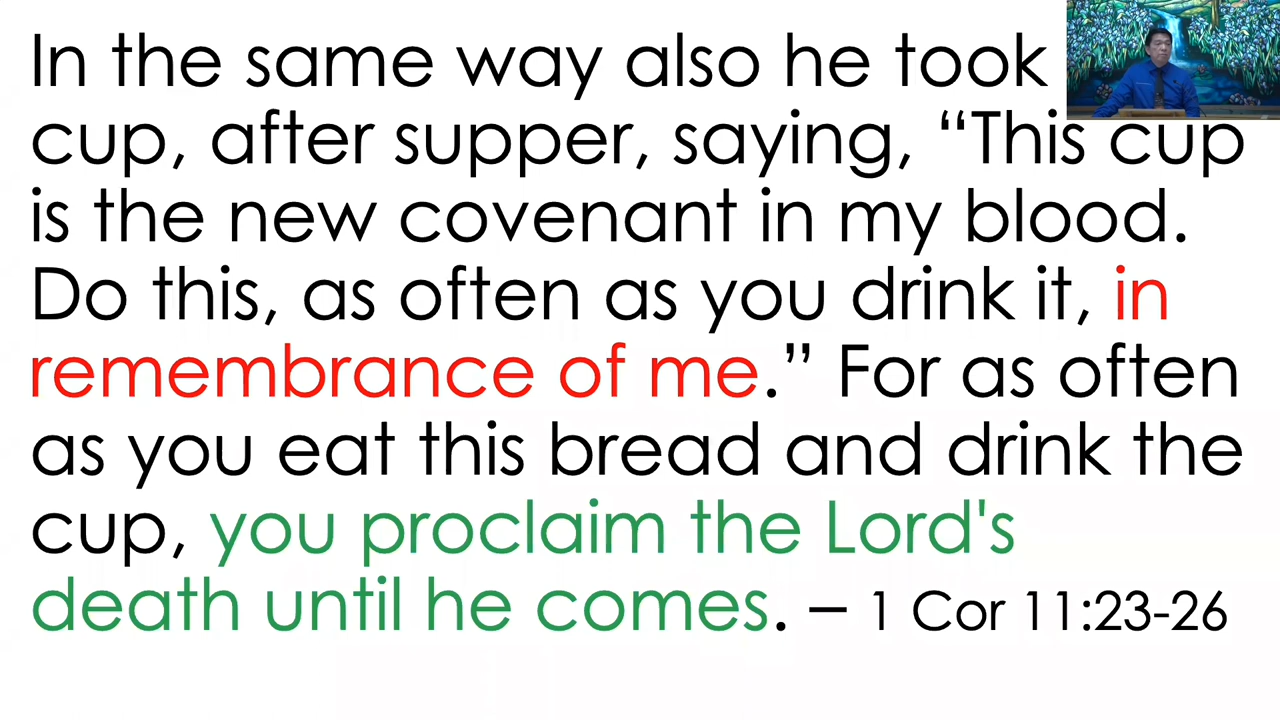 In the same way also he took
cup, after supper, saying, “This cup
is the new covenant in my blood.
Do this, as often as you drink it, in
remembrance of me.” For as often
as you eat this bread and drink the
cup, you proclaim the Lord's
death until he comes. – 1 Cor 11:23-26